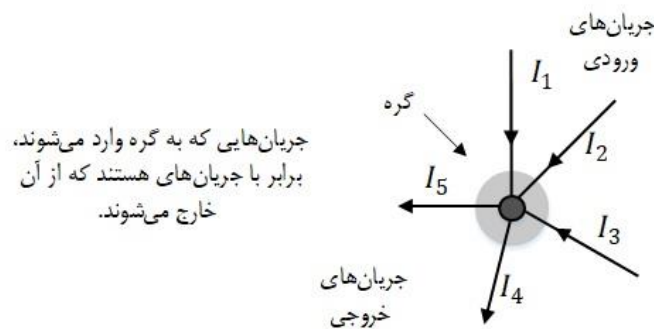 جریان‌های
ورودی
I₁
گره
I₂
جریان‌هایی که به گره وارد می‌شوند،
برابر با جریان‌های هستند که از آن
خارج می‌شوند.
I₅
I₃
جریان‌های
خروجی
I₄